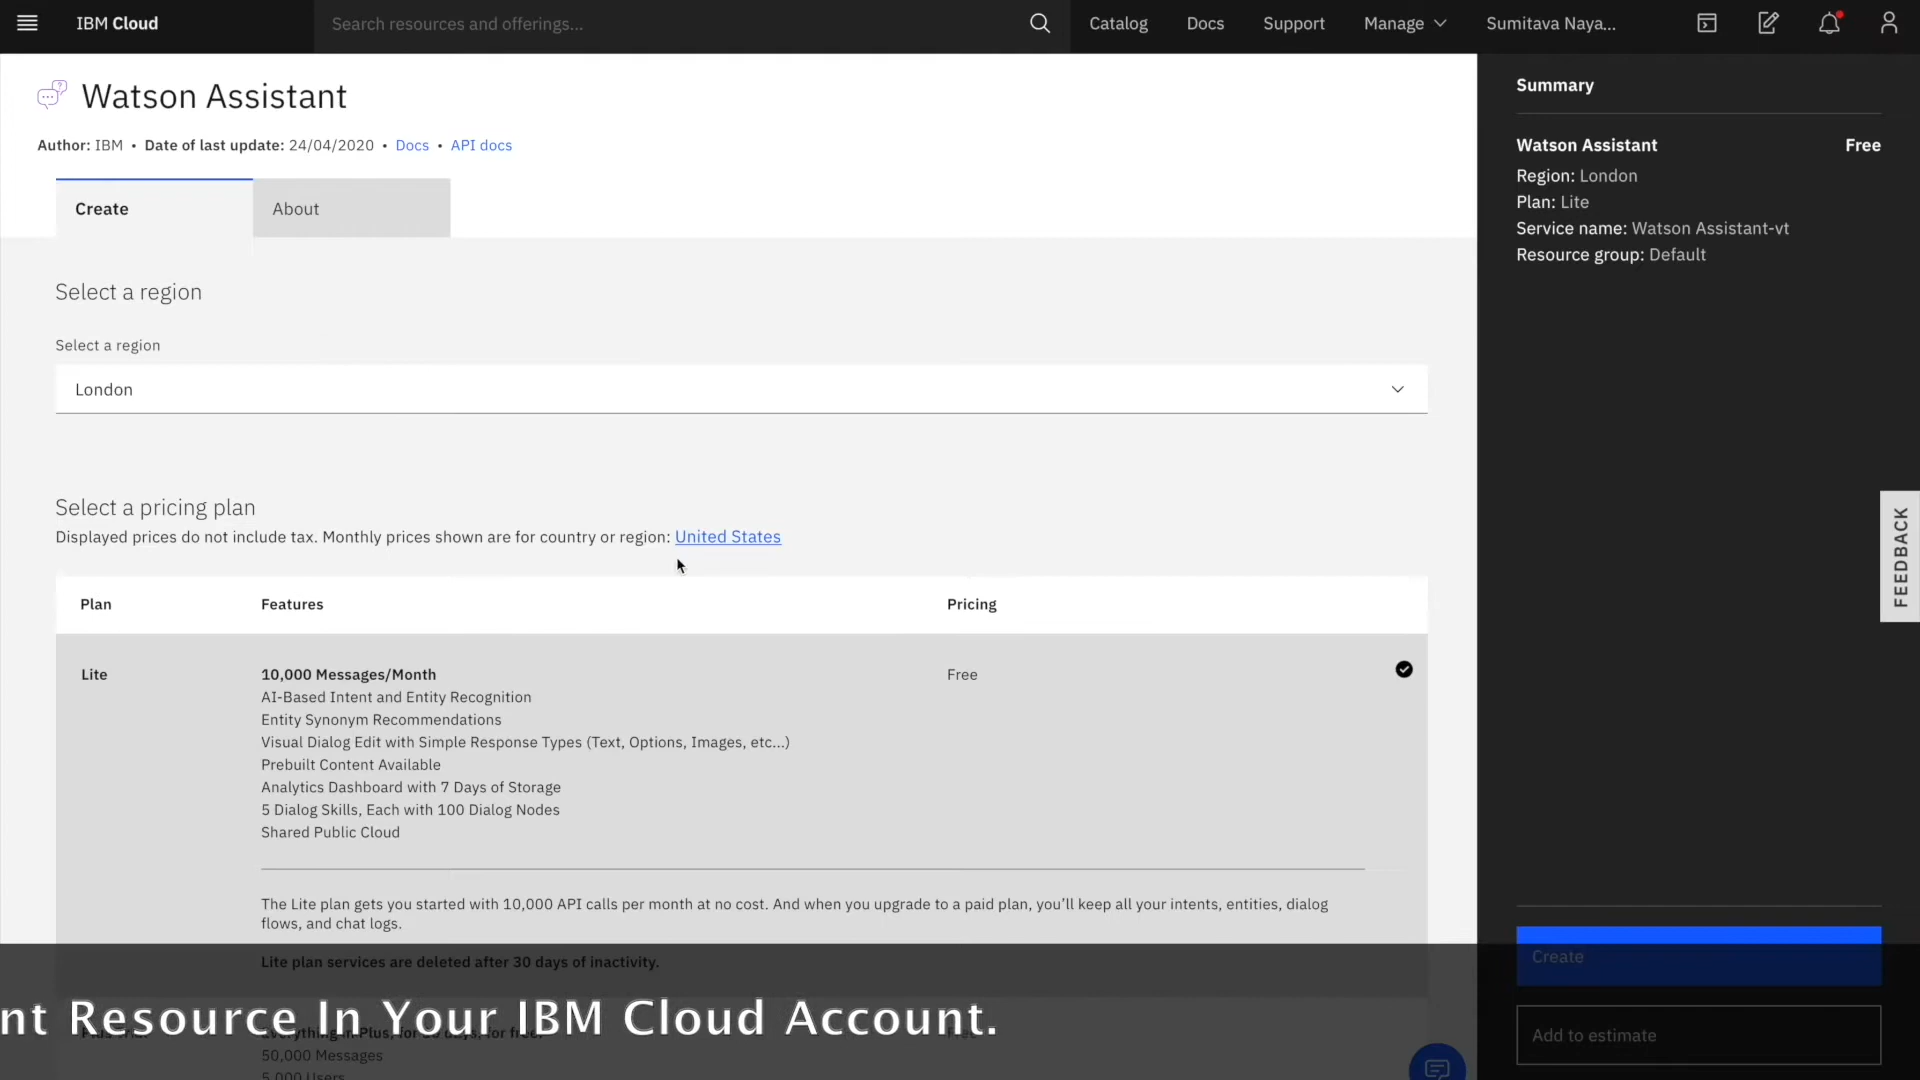 IBM Cloud
Search resources and offerings...
Catalog
Docs
Support
Manage
Sumitava Naya...
Watson Assistant
Author: IBM • Date of last update: 24/04/2020 • Docs • API docs
Create
About
Select a region
Select a region
London
Select a pricing plan
Displayed prices do not include tax. Monthly prices shown are for country or region: United States
Plan
Features
Pricing
Lite
10,000 Messages/Month
Free
AI-Based Intent and Entity Recognition
Entity Synonym Recommendations
Visual Dialog Edit with Simple Response Types (Text, Options, Images, etc...)
Prebuilt Content Available
Analytics Dashboard with 7 Days of Storage
5 Dialog Skills, Each with 100 Dialog Nodes
Shared Public Cloud
The Lite plan gets you started with 10,000 API calls per month at no cost. And when you upgrade to a paid plan, you'll keep all your intents, entities, dialog
flows, and chat logs.
Lite plan services are deleted after 30 days of inactivity.
nt Resource In Your IBM Cloud Account.
50,000 Messages
5,000 Users
Summary
Watson Assistant
Free
Region: London
Plan: Lite
Service name: Watson Assistant-vt
Resource group: Default
FEEDBACK
Create
Add to estimate